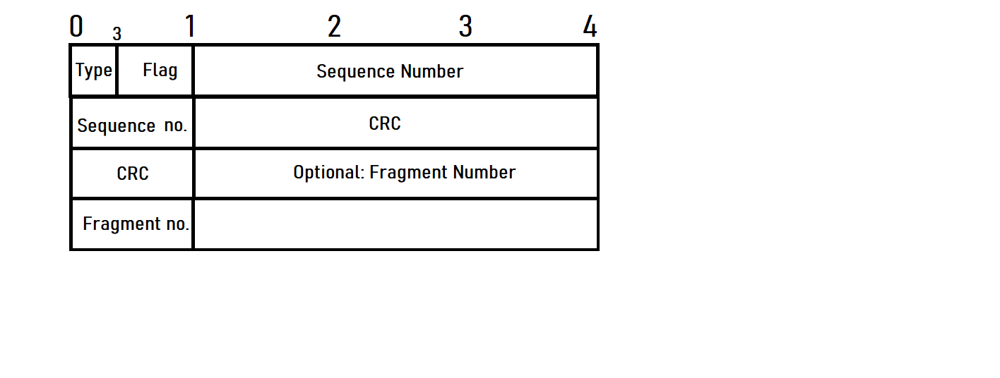 0 3 1 2 3 4
Type Flag Sequence Number
Sequence no. CRC
CRC Optional: Fragment Number
Fragment no.